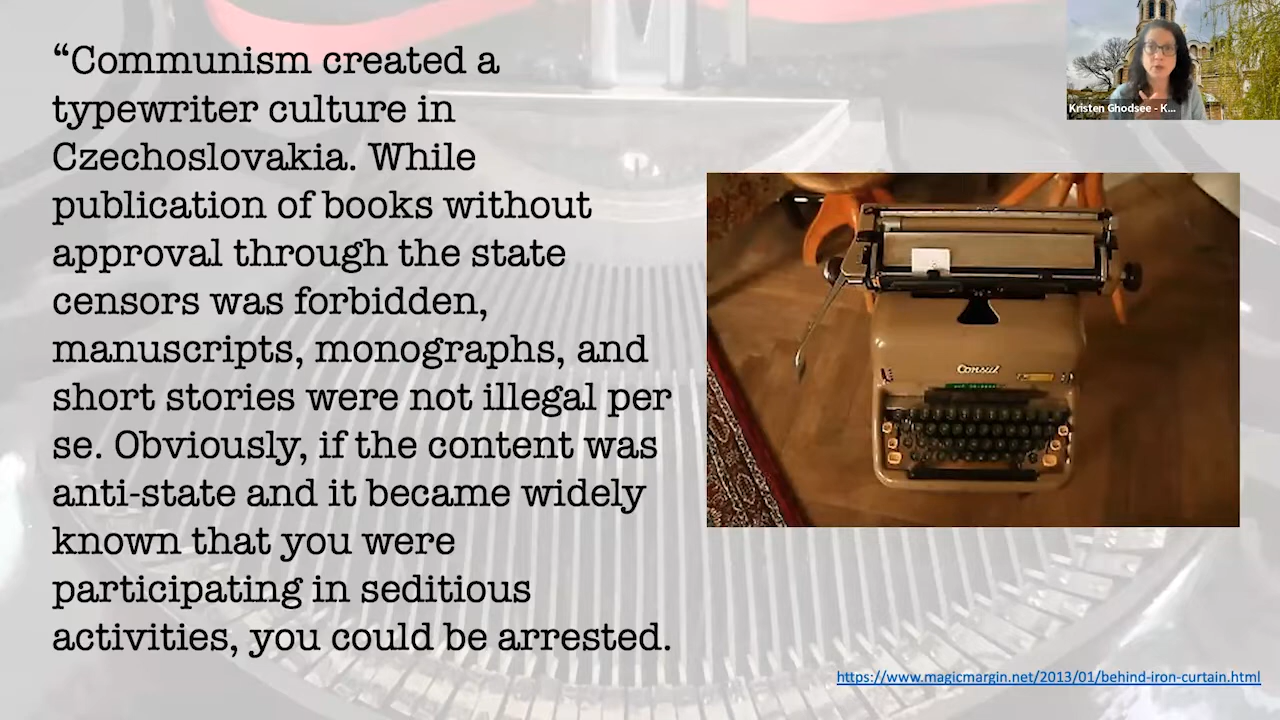 “Communism created a
typewriter culture in
Czechoslovakia. While
publication of books without
approval through the state
censors was forbidden,
manuscripts, monographs, and
short stories were not illegal per
se. Obviously, if the content was
anti-state and it became widely
known that you were
participating in seditious
activities, you could be arrested.
Kristen Ghodsee - K...
Consul
https://www.magicmargin.net/2013/01/behind-iron-curtain.html